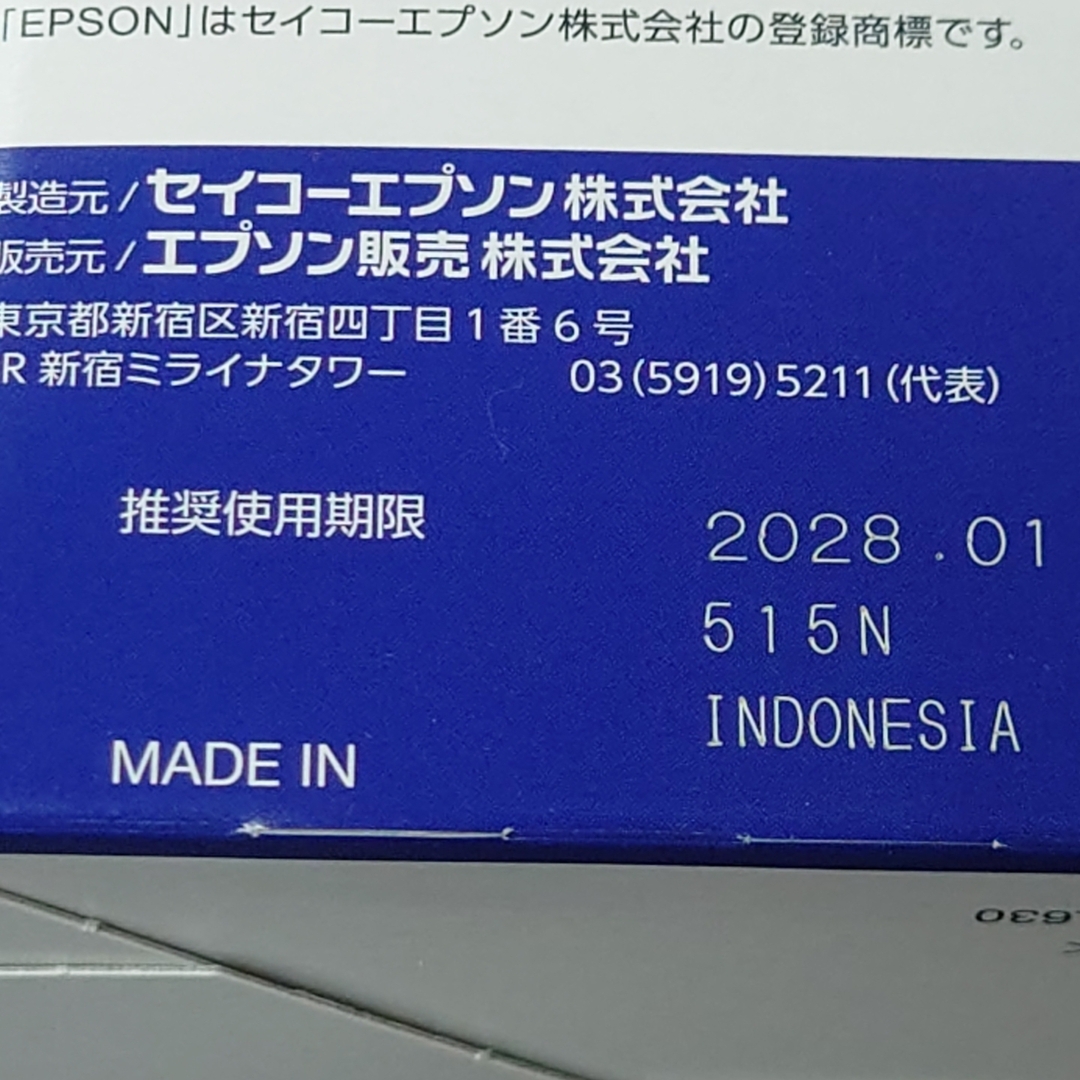 「EPSON」はセイコーエプソン株式会社の登録商標です。
製造元/セイコーエプソン株式会社
販売元/エプソン販売株式会社
東京都新宿区新宿四丁目1番6号
R 新宿ミライナタワー 03(5919)5211(代表)
推奨使用期限 2028.01
515N
MADE IN INDONESIA